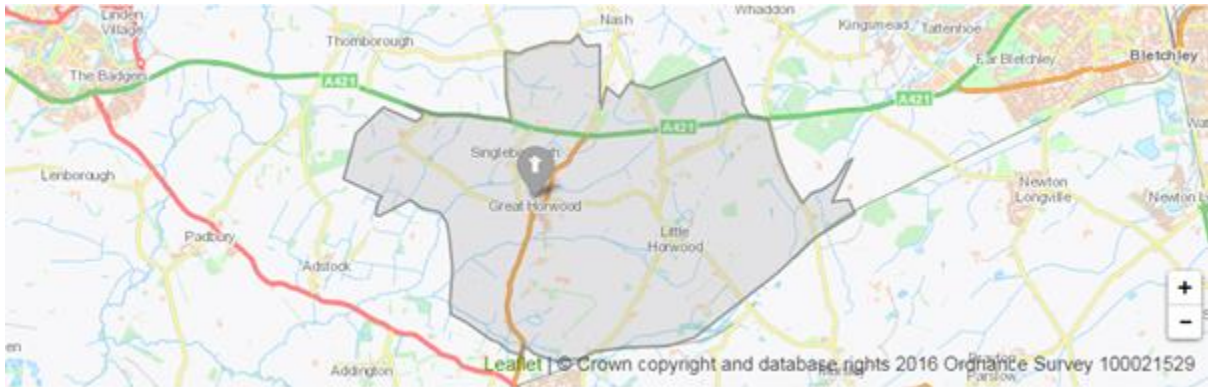 Linden
Village
Nash
Whaddon
Thornborough
Kingsmead
Tattenhoe
The Badgers
Far Bletchley
Bletchley
A421
A421
A421
Singleborough
Lenborough
Great Horwood
Newton
Longville
Padbury
Little
Horwood
Adstock
+
−
Addington
Leaflet | © Crown copyright and database rights 2016 Ordnance Survey 100021529
Parslow